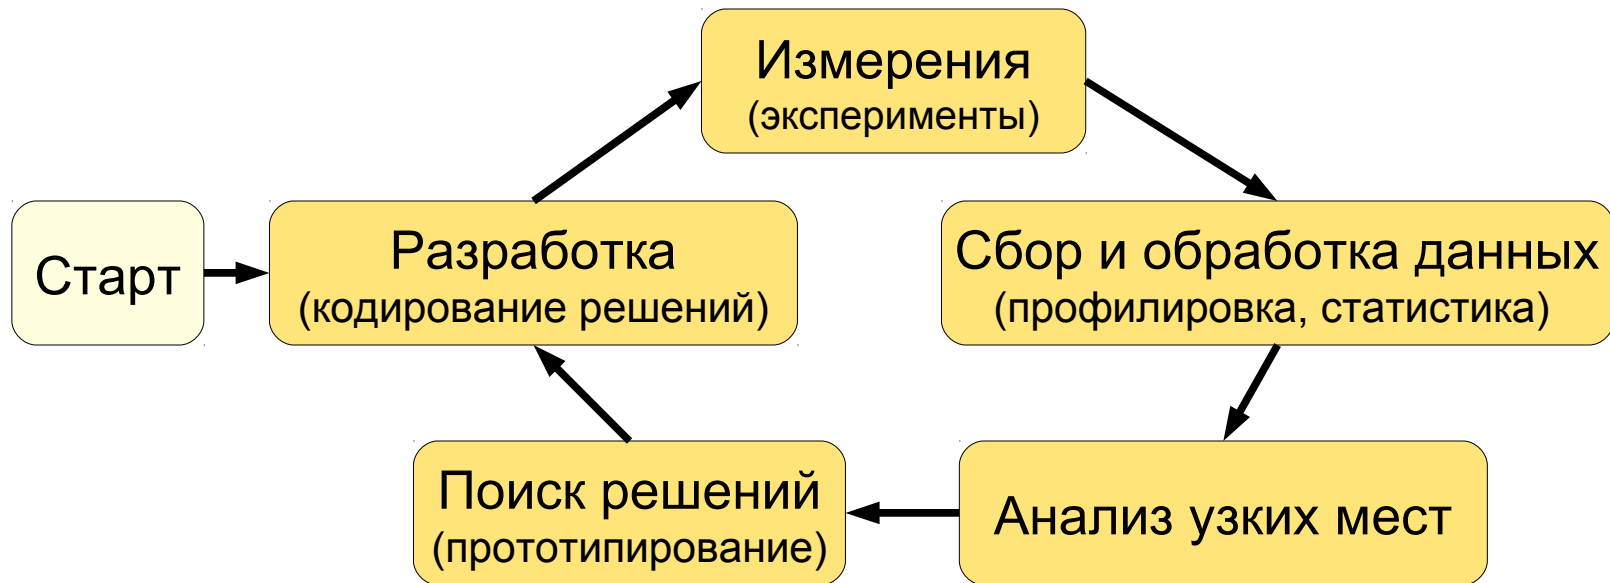 Измерения
(эксперименты)
Старт
Разработка
(кодирование решений)
Сбор и обработка данных
(профилировка, статистика)
Поиск решений
(прототипирование)
Анализ узких мест